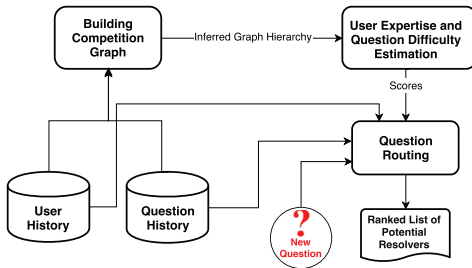 Building
Competition
Graph
Inferred Graph Hierarchy
User Expertise and
Question Difficulty
Estimation
Scores
Question
Routing
User
History
Question
History
?
New
Question
Ranked List of
Potential
Resolvers